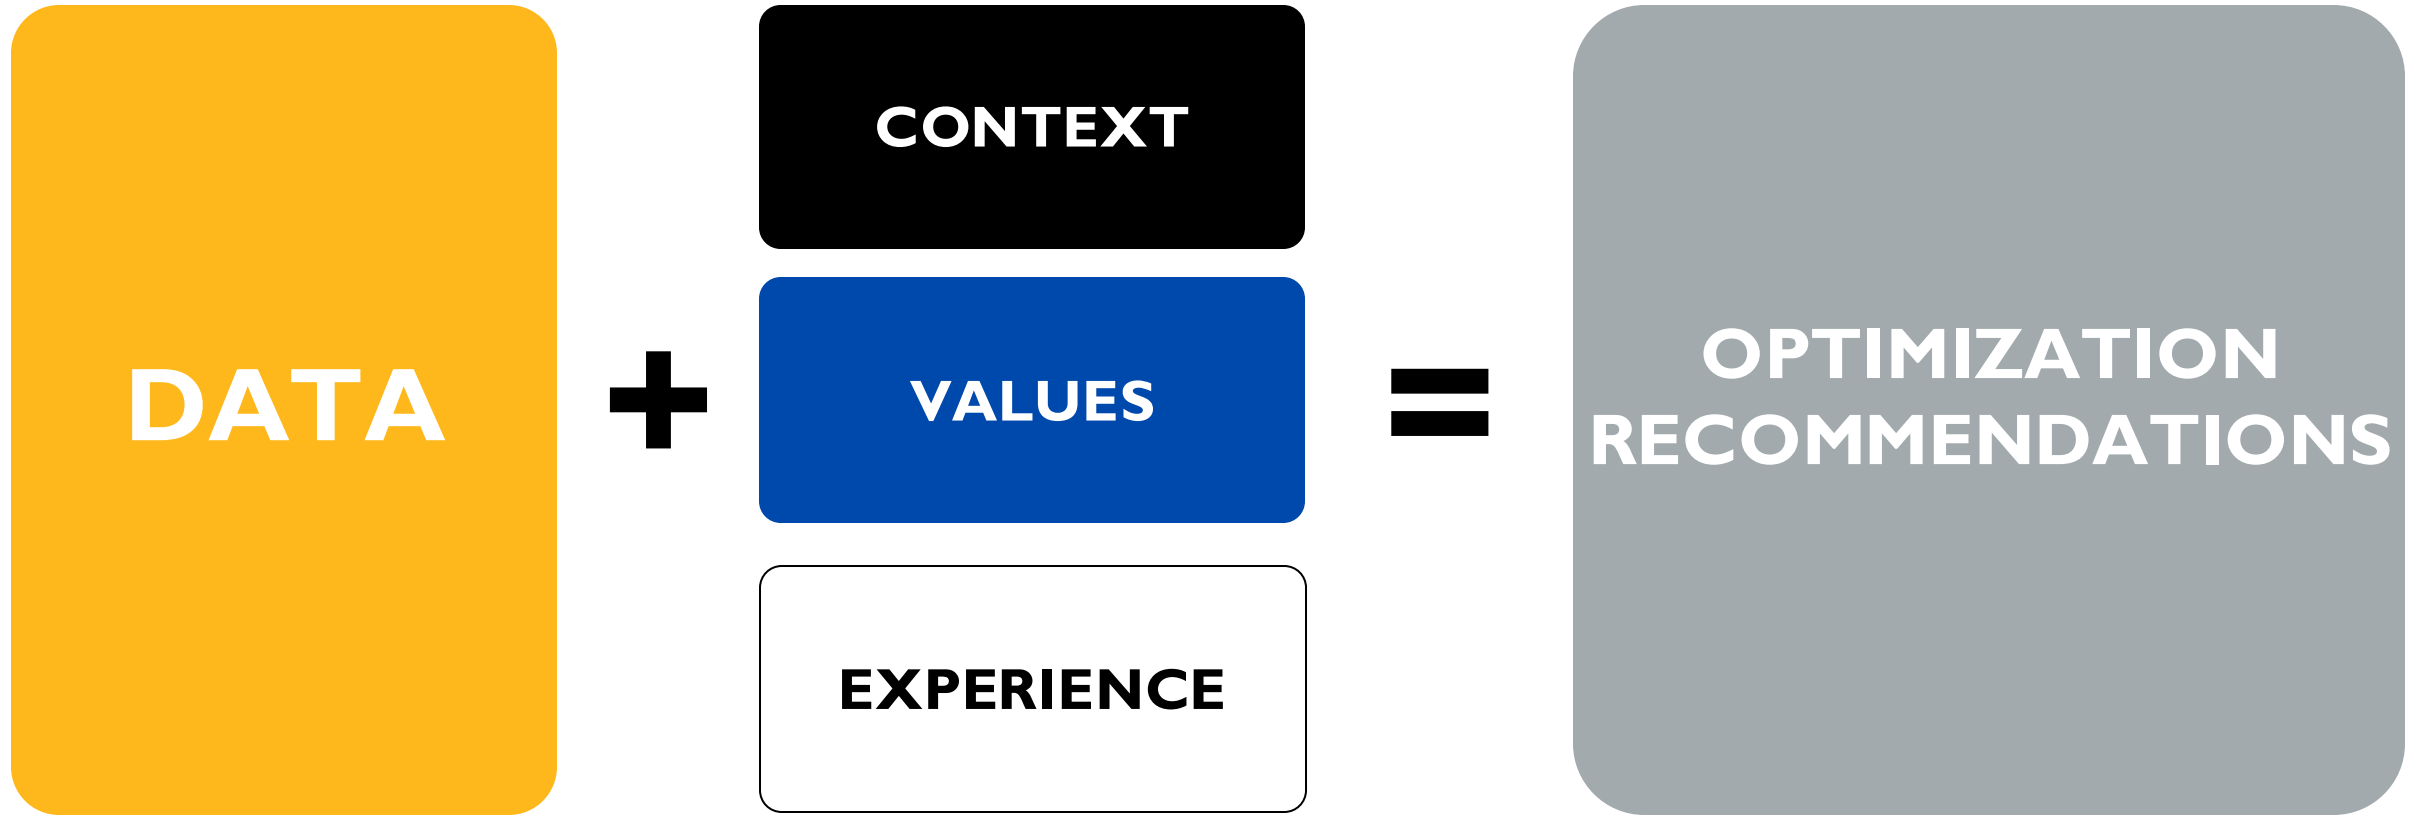 DATA
+
CONTEXT
VALUES
EXPERIENCE
=
OPTIMIZATION
RECOMMENDATIONS